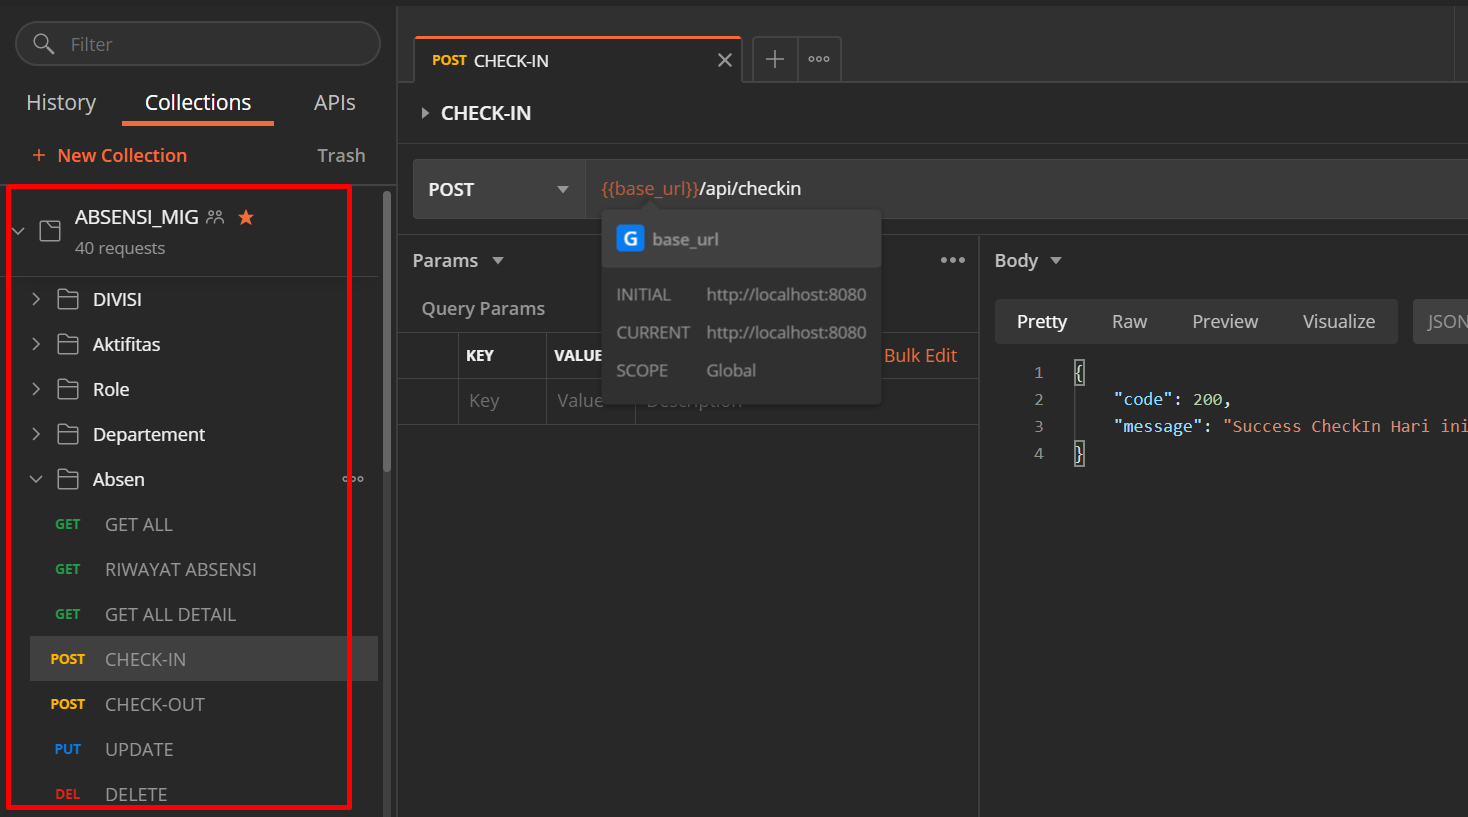 Filter
History Collections APIs
+ New Collection Trash
ABSENSI_MIG
40 requests
DIVISI
Aktifitas
Role
Departement
Absen
GET GET ALL
GET RIWAYAT ABSENSI
GET GET ALL DETAIL
POST CHECK-IN
POST CHECK-OUT
PUT UPDATE
DEL DELETE
POST CHECK-IN
CHECK-IN
POST {{base_url}}/api/checkin
G base_url
INITIAL http://localhost:8080
CURRENT http://localhost:8080
SCOPE Global
Params
Query Params
KEY VALUE Bulk Edit
Key Value Description
Body
Pretty Raw Preview Visualize JSON
1 {
2 "code": 200,
3 "message": "Success CheckIn Hari ini
4 }